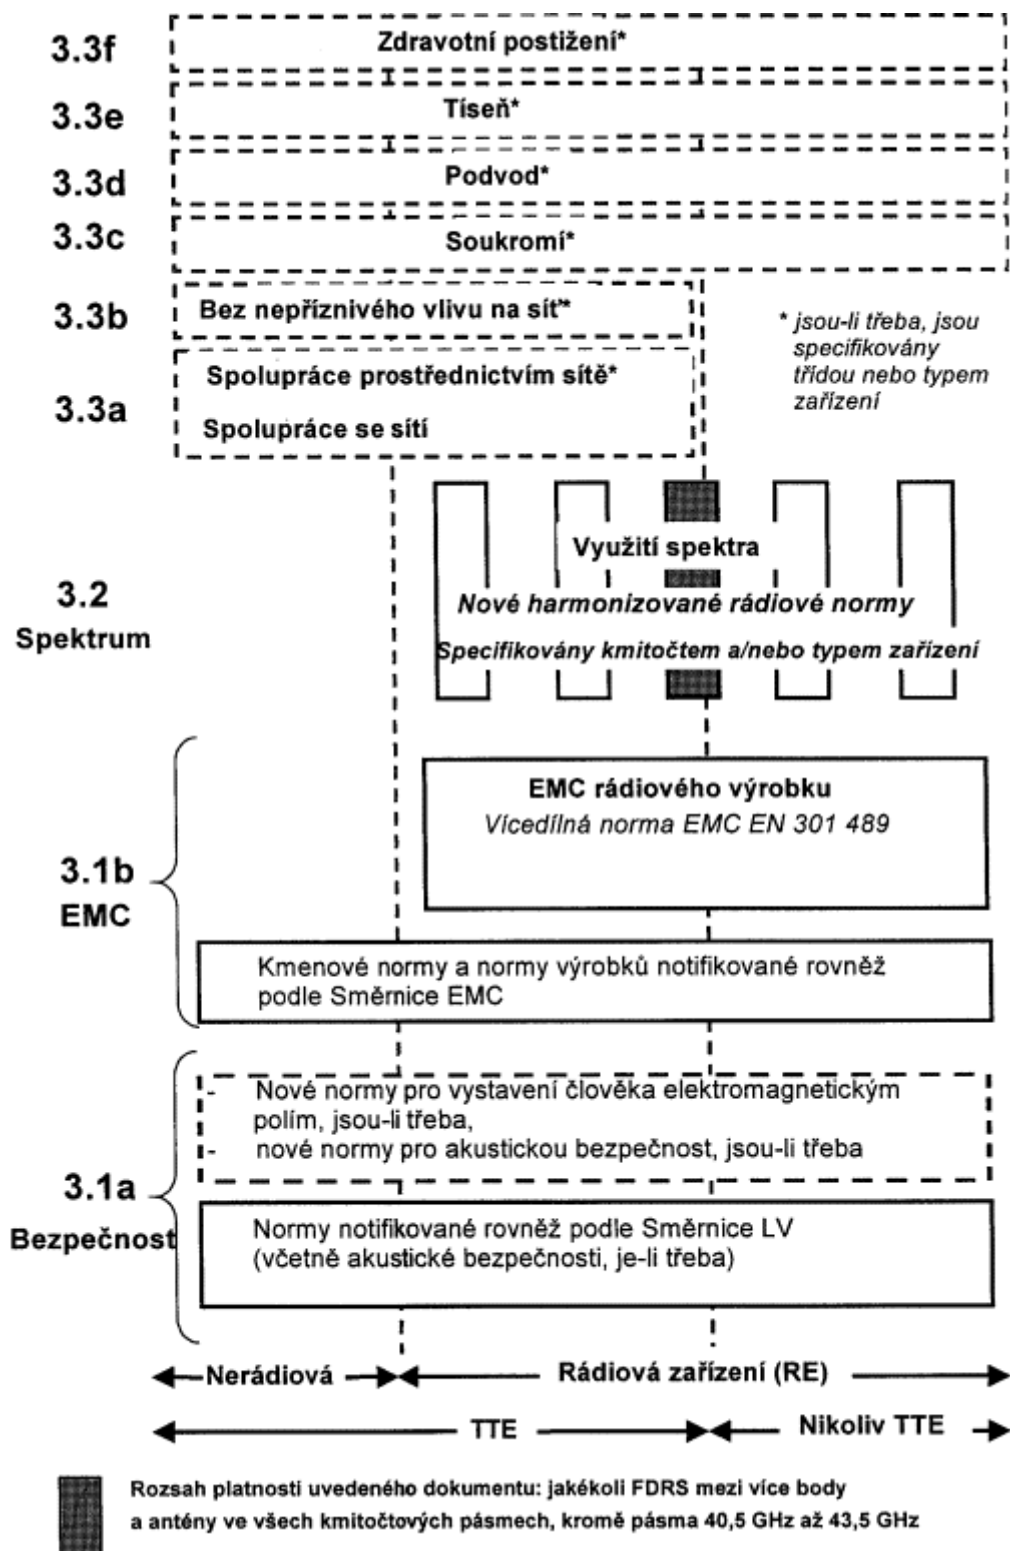 3.3f
Zdravotní postižení*
3.3e
Tíseň*
3.3d
Podvod*
3.3c
Soukromí*
3.3b
Bez nepříznivého vlivu na síť*
* jsou-li třeba, jsou
specifikovány
třídou nebo typem
zařízení
3.3a
Spolupráce prostřednictvím sítě*
Spolupráce se sítí
3.2
Spektrum
Využití spektra
Nové harmonizované rádiové normy
Specifikovány kmitočtem a/nebo typem zařízení
3.1b
EMC
EMC rádiového výrobku
Vícedílná norma EMC EN 301 489
Kmenové normy a normy výrobků notifikované rovněž
podle Směrnice EMC
3.1a
Bezpečnost
- Nové normy pro vystavení člověka elektromagnetickým
polím, jsou-li třeba,
- nové normy pro akustickou bezpečnost, jsou-li třeba
Normy notifikované rovněž podle Směrnice LV
(včetně akustické bezpečnosti, je-li třeba)
Nerádiová
Rádiová zařízení (RE)
TTE
Nikoliv TTE
Rozsah platnosti uvedeného dokumentu: jakékoli FDRS mezi více body
a antény ve všech kmitočtových pásmech, kromě pásma 40,5 GHz až 43,5 GHz